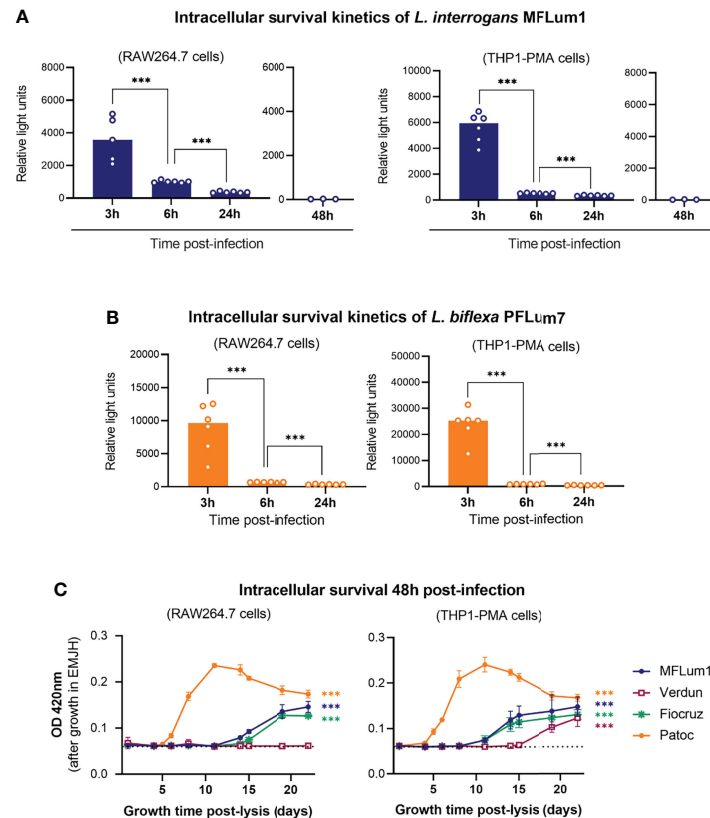 A
Intracellular survival kinetics of L. interrogans MFLum1
(RAW264.7 cells)
Relative light units
8000
6000
4000
2000
0
***
***
3h
6h
24h
6000
4000
2000
0
48h
Time post-infection
(THP1-PMA cells)
Relative light units
10000
8000
6000
4000
2000
0
***
***
3h
6h
24h
8000
6000
4000
2000
0
48h
Time post-infection
B
Intracellular survival kinetics of L. biflexa PFLum7
(RAW264.7 cells)
Relative light units
20000
15000
10000
5000
0
***
***
3h
6h
24h
Time post-infection
(THP1-PMA cells)
Relative light units
50000
40000
30000
20000
10000
0
***
***
3h
6h
24h
Time post-infection
C
Intracellular survival 48h post-infection
(RAW264.7 cells)
OD 420nm
(after growth in EMJH)
0.3
0.2
0.1
0.0
5
10
15
20
***
***
***
Growth time post-lysis (days)
(THP1-PMA cells)
0.3
0.2
0.1
0.0
5
10
15
20
***
***
***
***
Growth time post-lysis (days)
MFLum1
Verdun
Fiocruz
Patoc